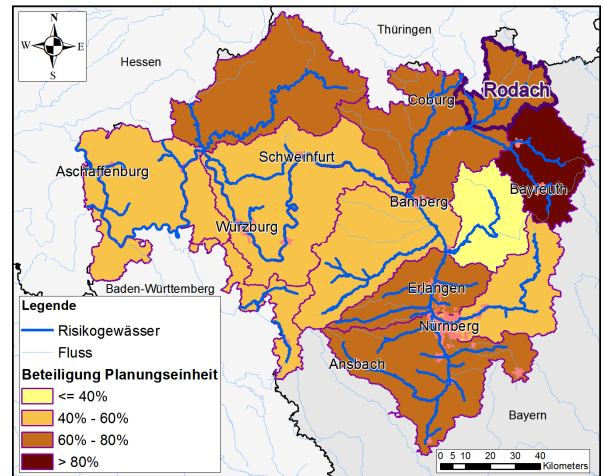 N
W E
S
Thüringen
Hessen
Coburg
Rodach
Schweinfurt
Aschaffenburg
Bayreuth
Bamberg
Würzburg
Baden-Württemberg
Erlangen
Nürnberg
Ansbach
Bayern
Legende
Risikogewässer
Fluss
Beteiligung Planungseinheit
<= 40%
40% - 60%
60% - 80%
> 80%
0 5 10 20 30 40
Kilometers